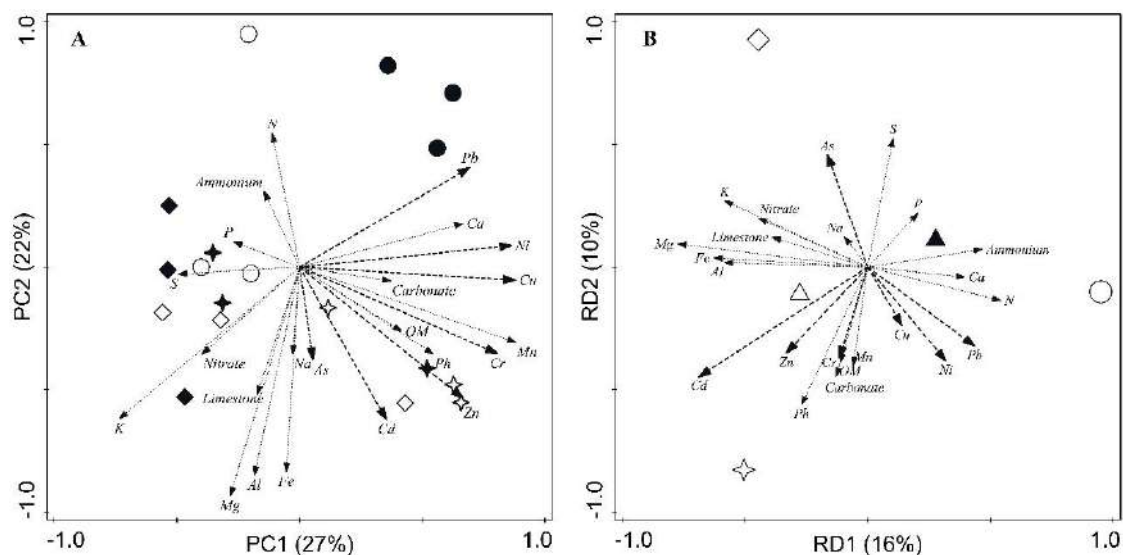 A
1.0
PC2 (22%)
-1.0
N
Ammonium
Pb
P
Ca
Ni
S
Cu
Carbonate
OM
Mn
Nitrate
Na
As
Ph
Cr
Limestone
Zn
K
Cd
Al
Fe
Mg
-1.0
PC1 (27%)
1.0
B
1.0
RD2 (10%)
-1.0
As
S
K
Nitrate
P
Na
Mg
Limestone
Ammonium
Fe
Al
Ca
N
Cu
Zn
Cr
Mn
Pb
OM
Ni
Cd
Carbonate
Ph
-1.0
RD1 (16%)
1.0